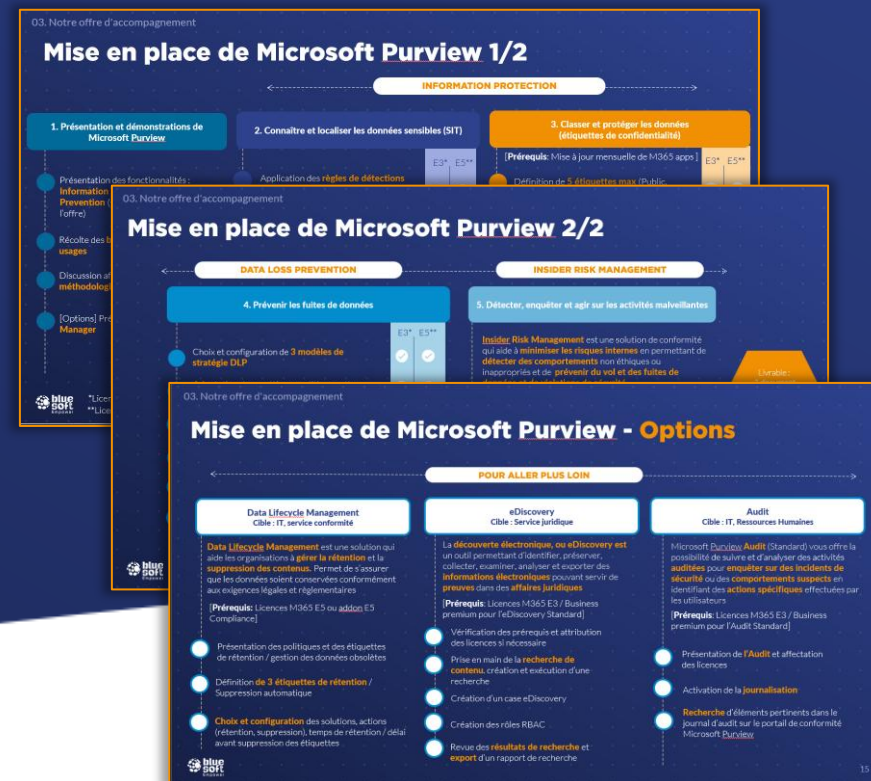 03. Notre offre d'accompagnement
Mise en place de Microsoft Purview 1/2
INFORMATION PROTECTION
1. Présentation et démonstrations de
Microsoft Purview
2. Connaître et localiser les données sensibles (SIT)
3. Classer et protéger les données
(étiquettes de confidentialité)
Présentation des fonctionnalités :
Information
Prevention (
l'offre)
Récolte des
usages
Discussion
[Options]
Manager
E3* E5**
Application des règles de détections
[Prérequis: Mise à jour mensuelle de M365 apps ]
E3* E5**
Définition de 5 étiquettes max (Public,
blue
soft
03. Notre offre d'accompagnement
Mise en place de Microsoft Purview 2/2
DATA LOSS PREVENTION
INSIDER RISK MANAGEMENT
4. Prévenir les fuites de données
5. Détecter, enquêter et agir sur les activités malveillantes
E3* E5**
Choix et configuration de 3 modèles de
stratégie DLP
Insider Risk Management est une solution de conformité
qui aide à minimiser les risques internes en permettant de
détecter des comportements non éthiques ou
inappropriés et de prévenir du vol et des fuites de
Livrable :
blue
soft
03. Notre offre d'accompagnement
Mise en place de Microsoft Purview - Options
POUR ALLER PLUS LOIN
Data Lifecycle Management
Cible : IT, service conformité
Data Lifecycle Management est une solution qui
aide les organisations à gérer la rétention et la
suppression des contenus. Permet de s'assurer
que les données soient conservées conformément
aux exigences légales et règlementaires
[Prérequis: Licences M365 E5 ou addon E5
Compliance]
Présentation des politiques et des étiquettes
de rétention / gestion des données obsolètes
Définition de 3 étiquettes de rétention /
Suppression automatique
Choix et configuration des solutions, actions
(rétention, suppression), temps de rétention / délai
avant suppression des étiquettes
eDiscovery
Cible : Service juridique
La découverte électronique, ou eDiscovery est
un outil permettant d'identifier, préserver,
collecter, examiner, analyser et exporter des
informations électroniques pouvant servir de
preuves dans des affaires juridiques
[Prérequis: Licences M365 E3 / Business
premium pour l'eDiscovery Standard]
Vérification des prérequis et attribution
des licences si nécessaire
Prise en main de la recherche de
contenu, création et exécution d'une
recherche
Création d'un case eDiscovery
Création des rôles RBAC
Revue des résultats de recherche et
export d'un rapport de recherche
Audit
Cible : IT, Ressources Humaines
Microsoft Purview Audit (Standard) vous offre la
possibilité de suivre et d'analyser des activités
auditées pour enquêter sur des incidents de
sécurité ou des comportements suspects en
identifiant des actions spécifiques effectuées par
les utilisateurs
[Prérequis: Licences M365 E3 / Business
premium pour l'Audit Standard]
Présentation de l'Audit et affectation
des licences
Activation de la journalisation
Recherche d'éléments pertinents dans le
journal d'audit sur le portail de conformité
Microsoft Purview
blue
soft
15